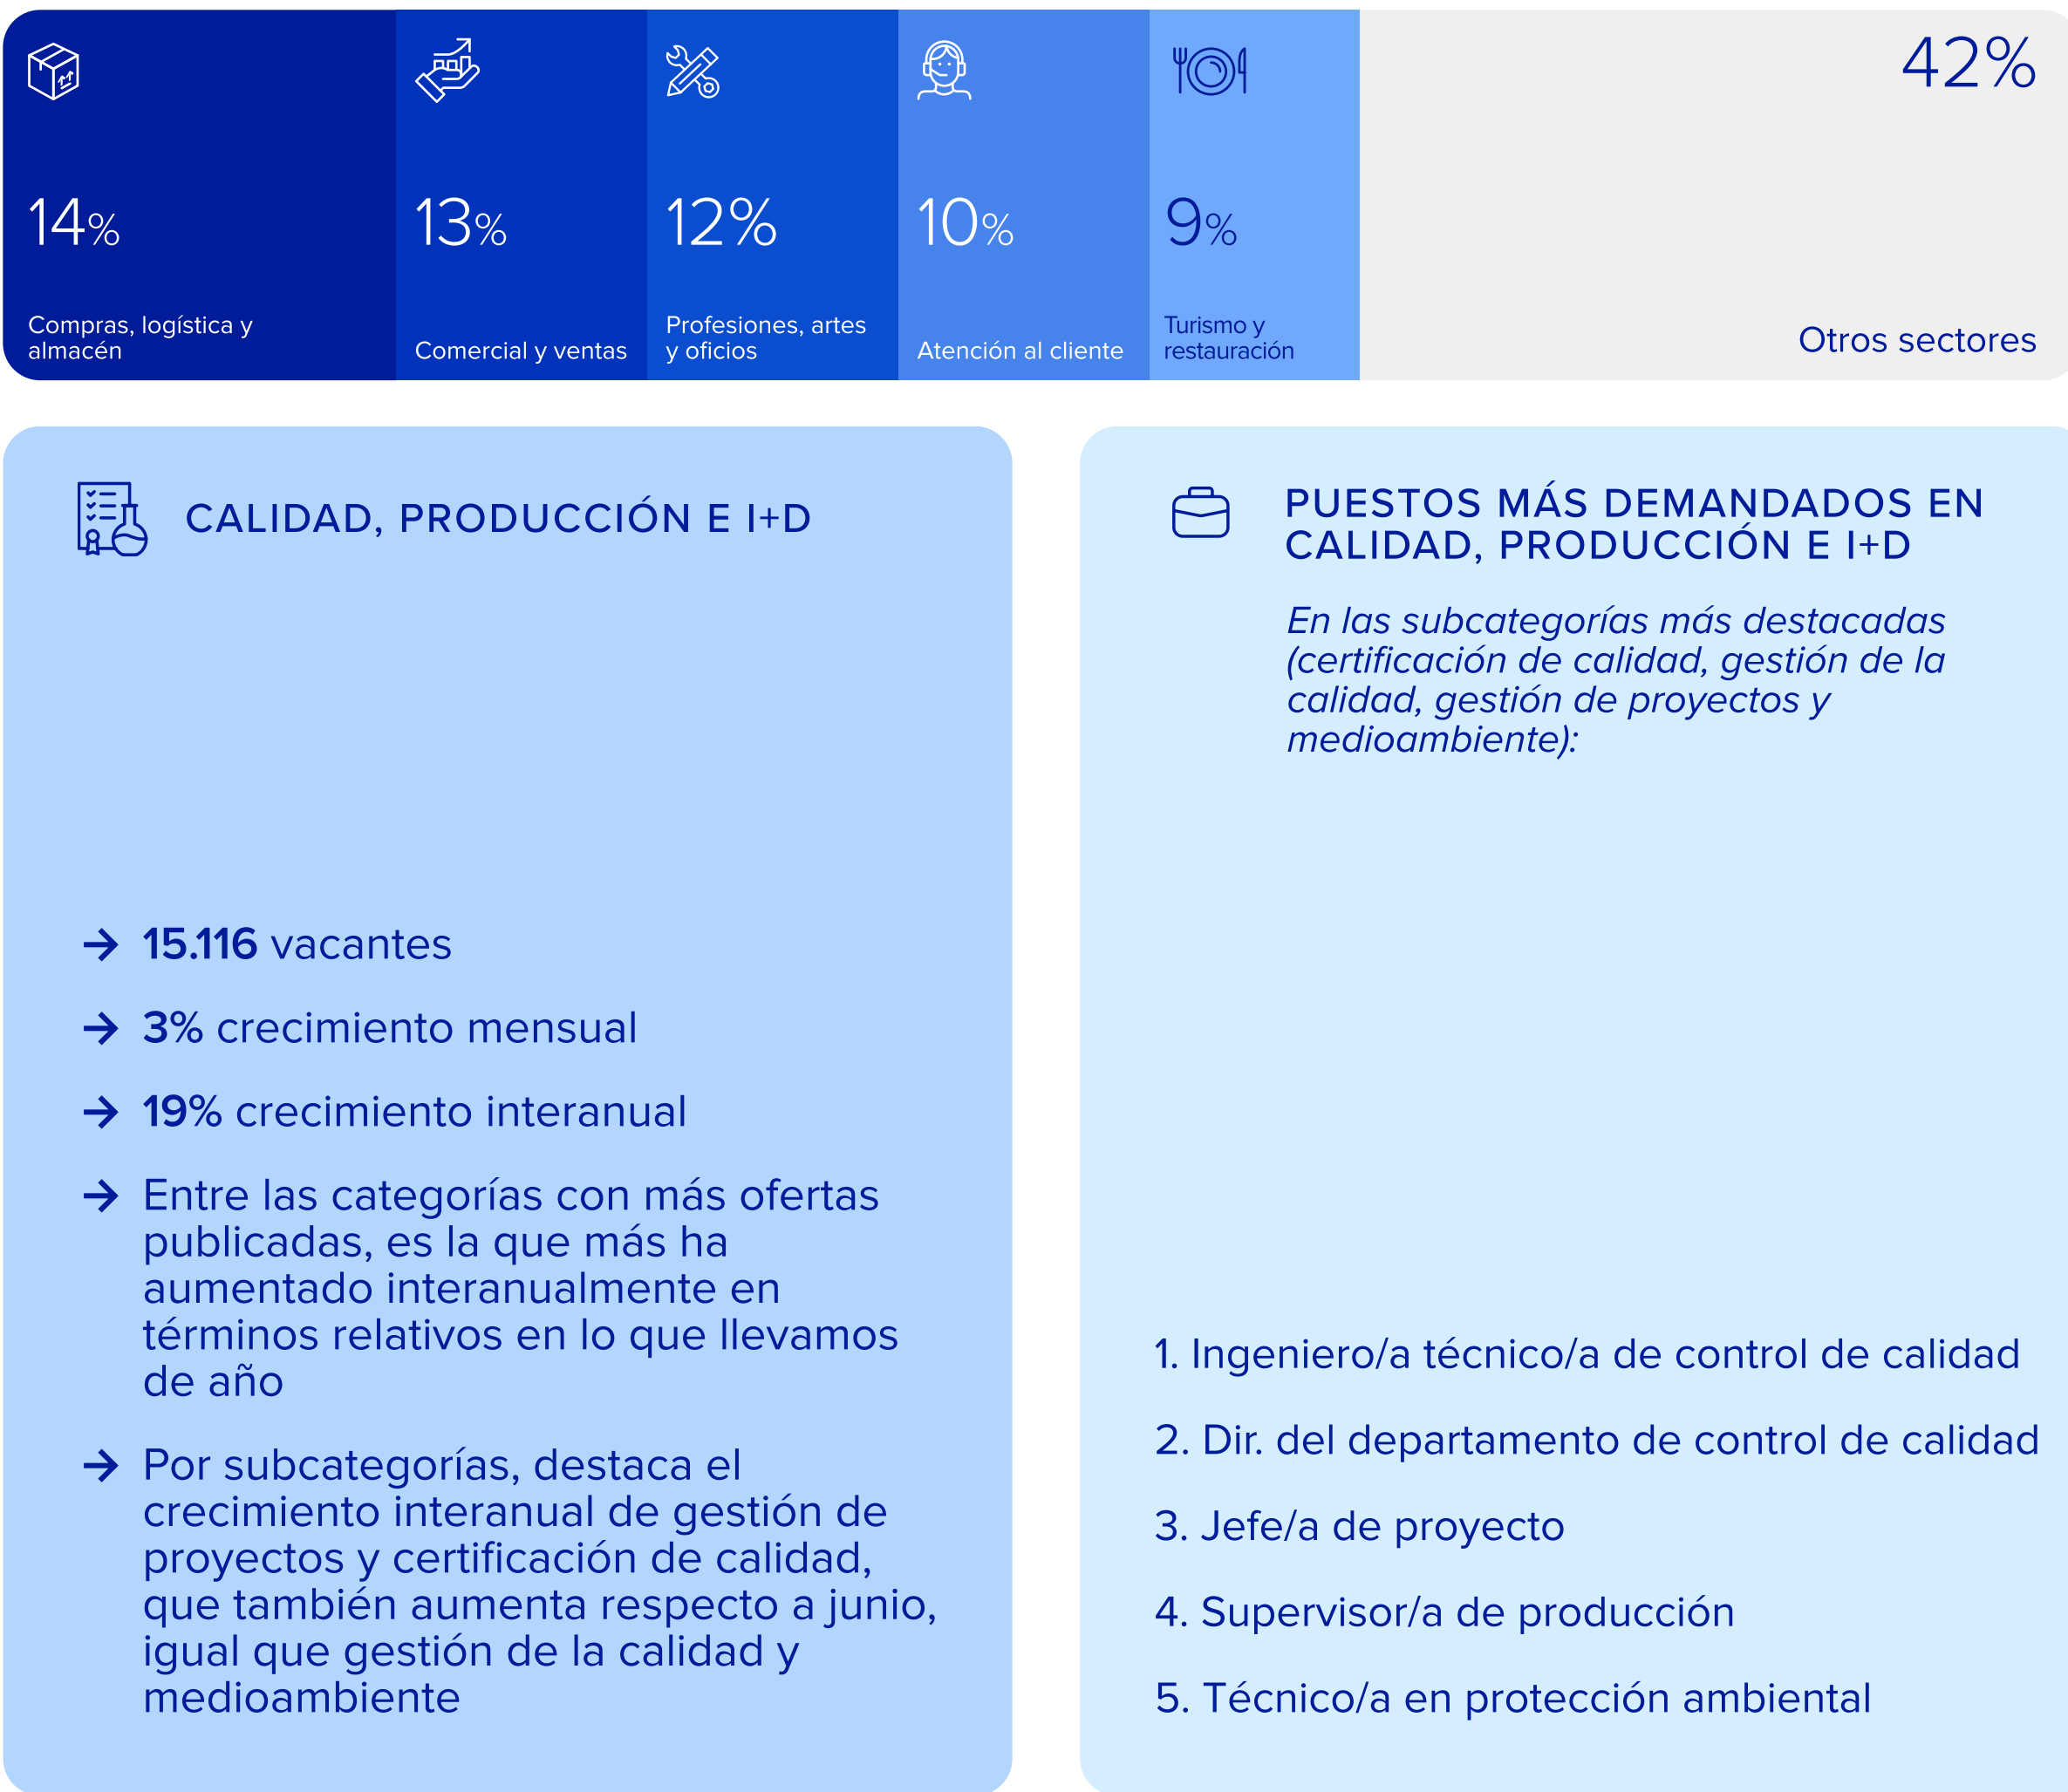 42%
14%
13%
12%
10%
9%
Compras, logística y
almacén
Comercial y ventas
Profesiones, artes
y oficios
Atención al cliente
Turismo y
restauración
Otros sectores
CALIDAD, PRODUCCIÓN E I+D
15.116 vacantes
3% crecimiento mensual
19% crecimiento interanual
Entre las categorías con más ofertas
publicadas, es la que más ha
aumentado interanualmente en
términos relativos en lo que llevamos
de año
Por subcategorías, destaca el
crecimiento interanual de gestión de
proyectos y certificación de calidad,
que también aumenta respecto a junio,
igual que gestión de la calidad y
medioambiente
PUESTOS MÁS DEMANDADOS EN
CALIDAD, PRODUCCIÓN E I+D
En las subcategorías más destacadas
(certificación de calidad, gestión de la
calidad, gestión de proyectos y
medioambiente):
1. Ingeniero/a técnico/a de control de calidad
2. Dir. del departamento de control de calidad
3. Jefe/a de proyecto
4. Supervisor/a de producción
5. Técnico/a en protección ambiental